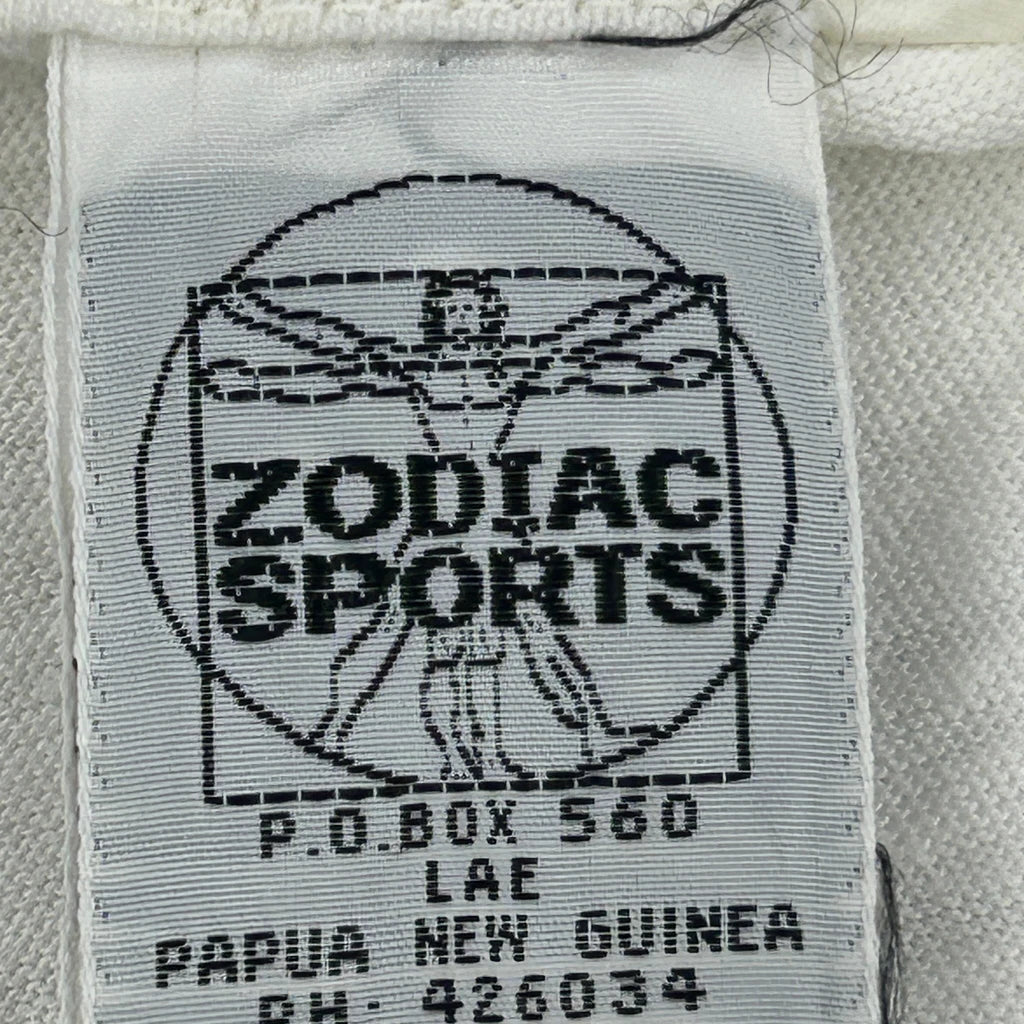 ZODIAC
SPORTS
P.O.BOX 560
LAE
PAPUA NEW GUINEA
PH. 426034